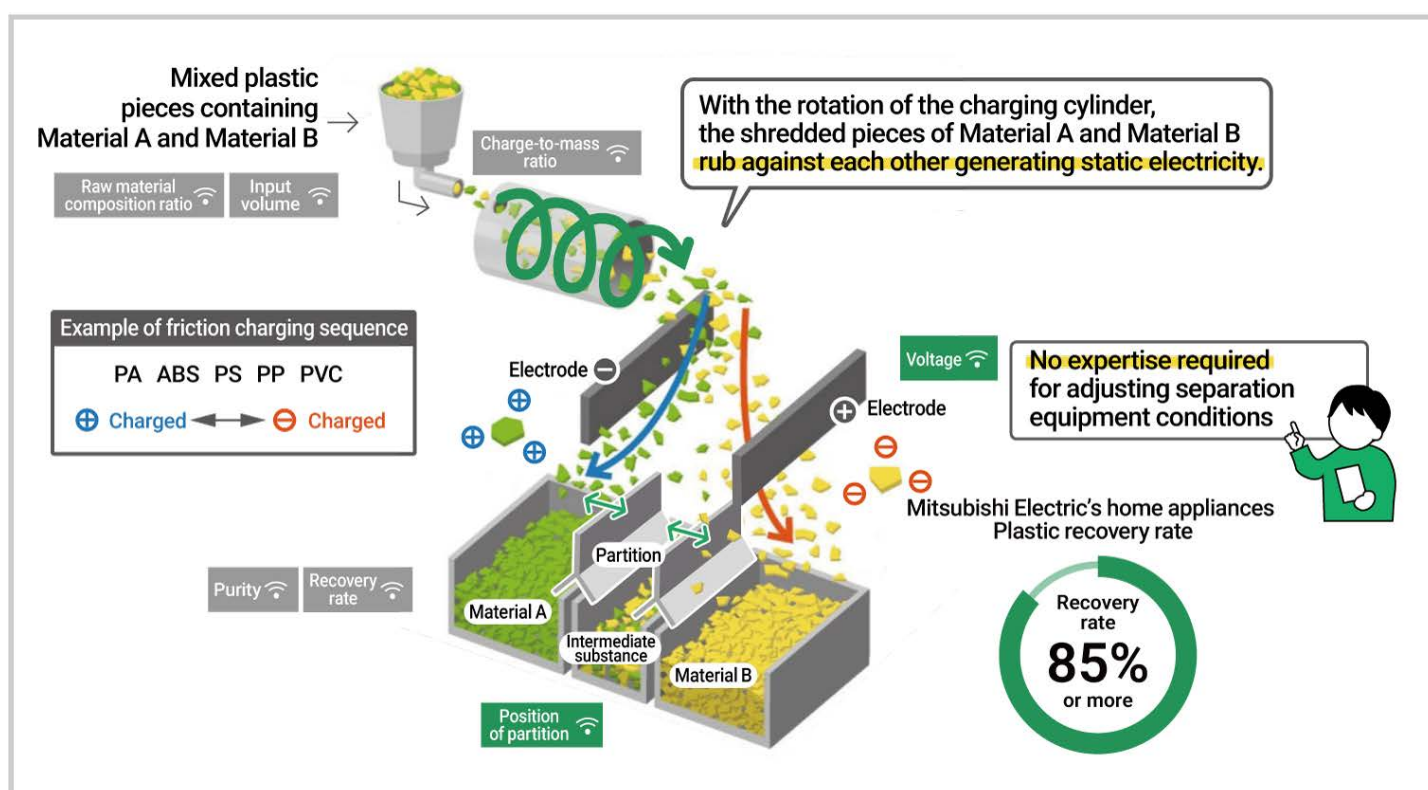 Mixed plastic
pieces containing
Material A and Material B
Raw material
composition ratio
Input
volume
Charge-to-mass
ratio
With the rotation of the charging cylinder,
the shredded pieces of Material A and Material B
rub against each other generating static electricity.
Example of friction charging sequence
PA ABS PS PP PVC
⊕ Charged ⊖ Charged
Electrode −
+ Electrode
Voltage
No expertise required
for adjusting separation
equipment conditions
Partition
Material A
Intermediate
substance
Material B
Purity
Recovery
rate
Position
of partition
Mitsubishi Electric's home appliances
Plastic recovery rate
Recovery
rate
85%
or more